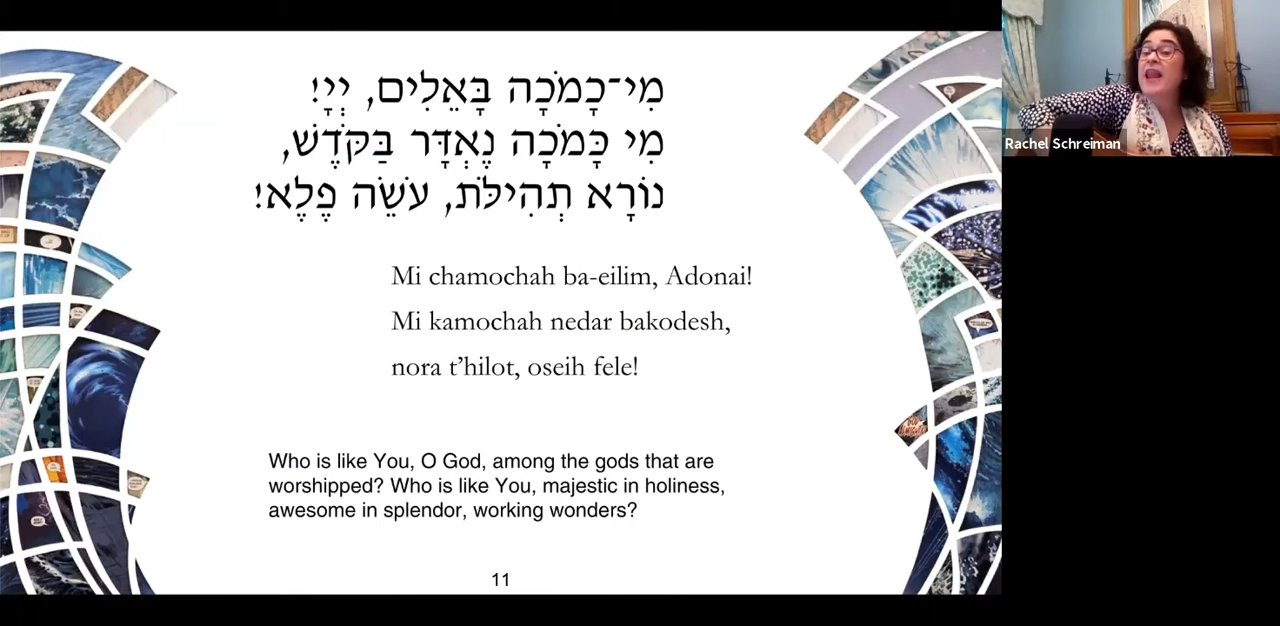 מִי־כָמֹכָה בָּאֵלִים, יְיָ!
מִי כָּמֹכָה נֶאְדָּר בַּקֹּדֶשׁ,
נוֹרָא תְהִילֹּת, עֹשֵׂה פֶלֶא!
Mi chamochah ba-eilim, Adonai!
Mi kamochah nedar bakodesh,
nora t’hilot, oseih fele!
Who is like You, O God, among the gods that are
worshipped? Who is like You, majestic in holiness,
awesome in splendor, working wonders?
11
Rachel Schreiman